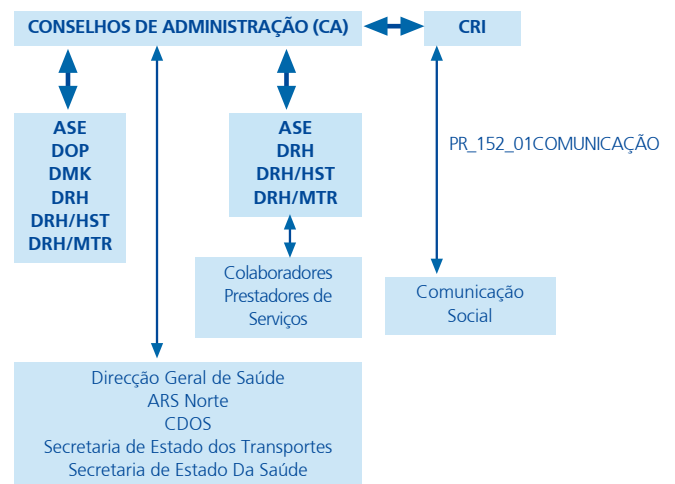 CONSELHOS DE ADMINISTRAÇÃO (CA)
CRI
ASE
DOP
DMK
DRH
DRH/HST
DRH/MTR
ASE
DRH
DRH/HST
DRH/MTR
PR_152_01COMUNICAÇÃO
Colaboradores
Prestadores de
Serviços
Comunicação
Social
Direcção Geral de Saúde
ARS Norte
CDOS
Secretaria de Estado dos Transportes
Secretaria de Estado Da Saúde